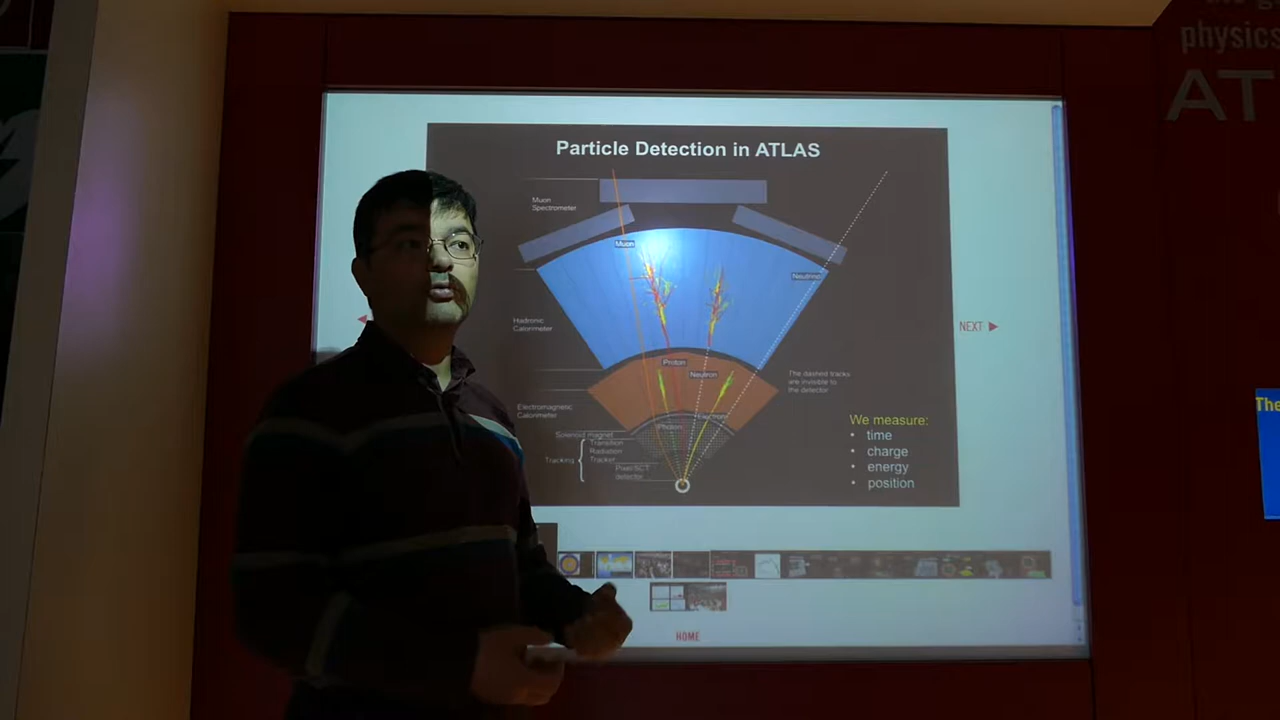 physics
AT
Particle Detection in ATLAS
Muon
Spectrometer
Muon
Neutrino
Hadronic
Calorimeter
NEXT
Proton
Neutron
The dashed tracks
are invisible to
the detector
Electromagnetic
Calorimeter
Electron
Photon
We measure:
• time
• charge
• energy
• position
Solenoid magnet
Transition
Radiation
Tracker
Tracking
Pixel/SCT
detector
HOME
The